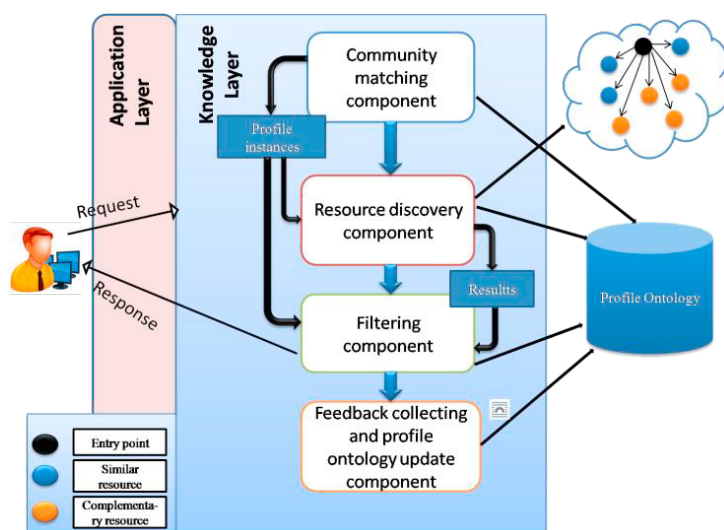 Application
Layer
Knowledge
Layer
Community
matching
component
Profile
instances
Request
Resource discovery
component
Response
Resultts
Profile Ontology
Filtering
component
Feedback collecting
and profile
ontology update
component
Entry point
Similar
resource
Complementa-
ry resource